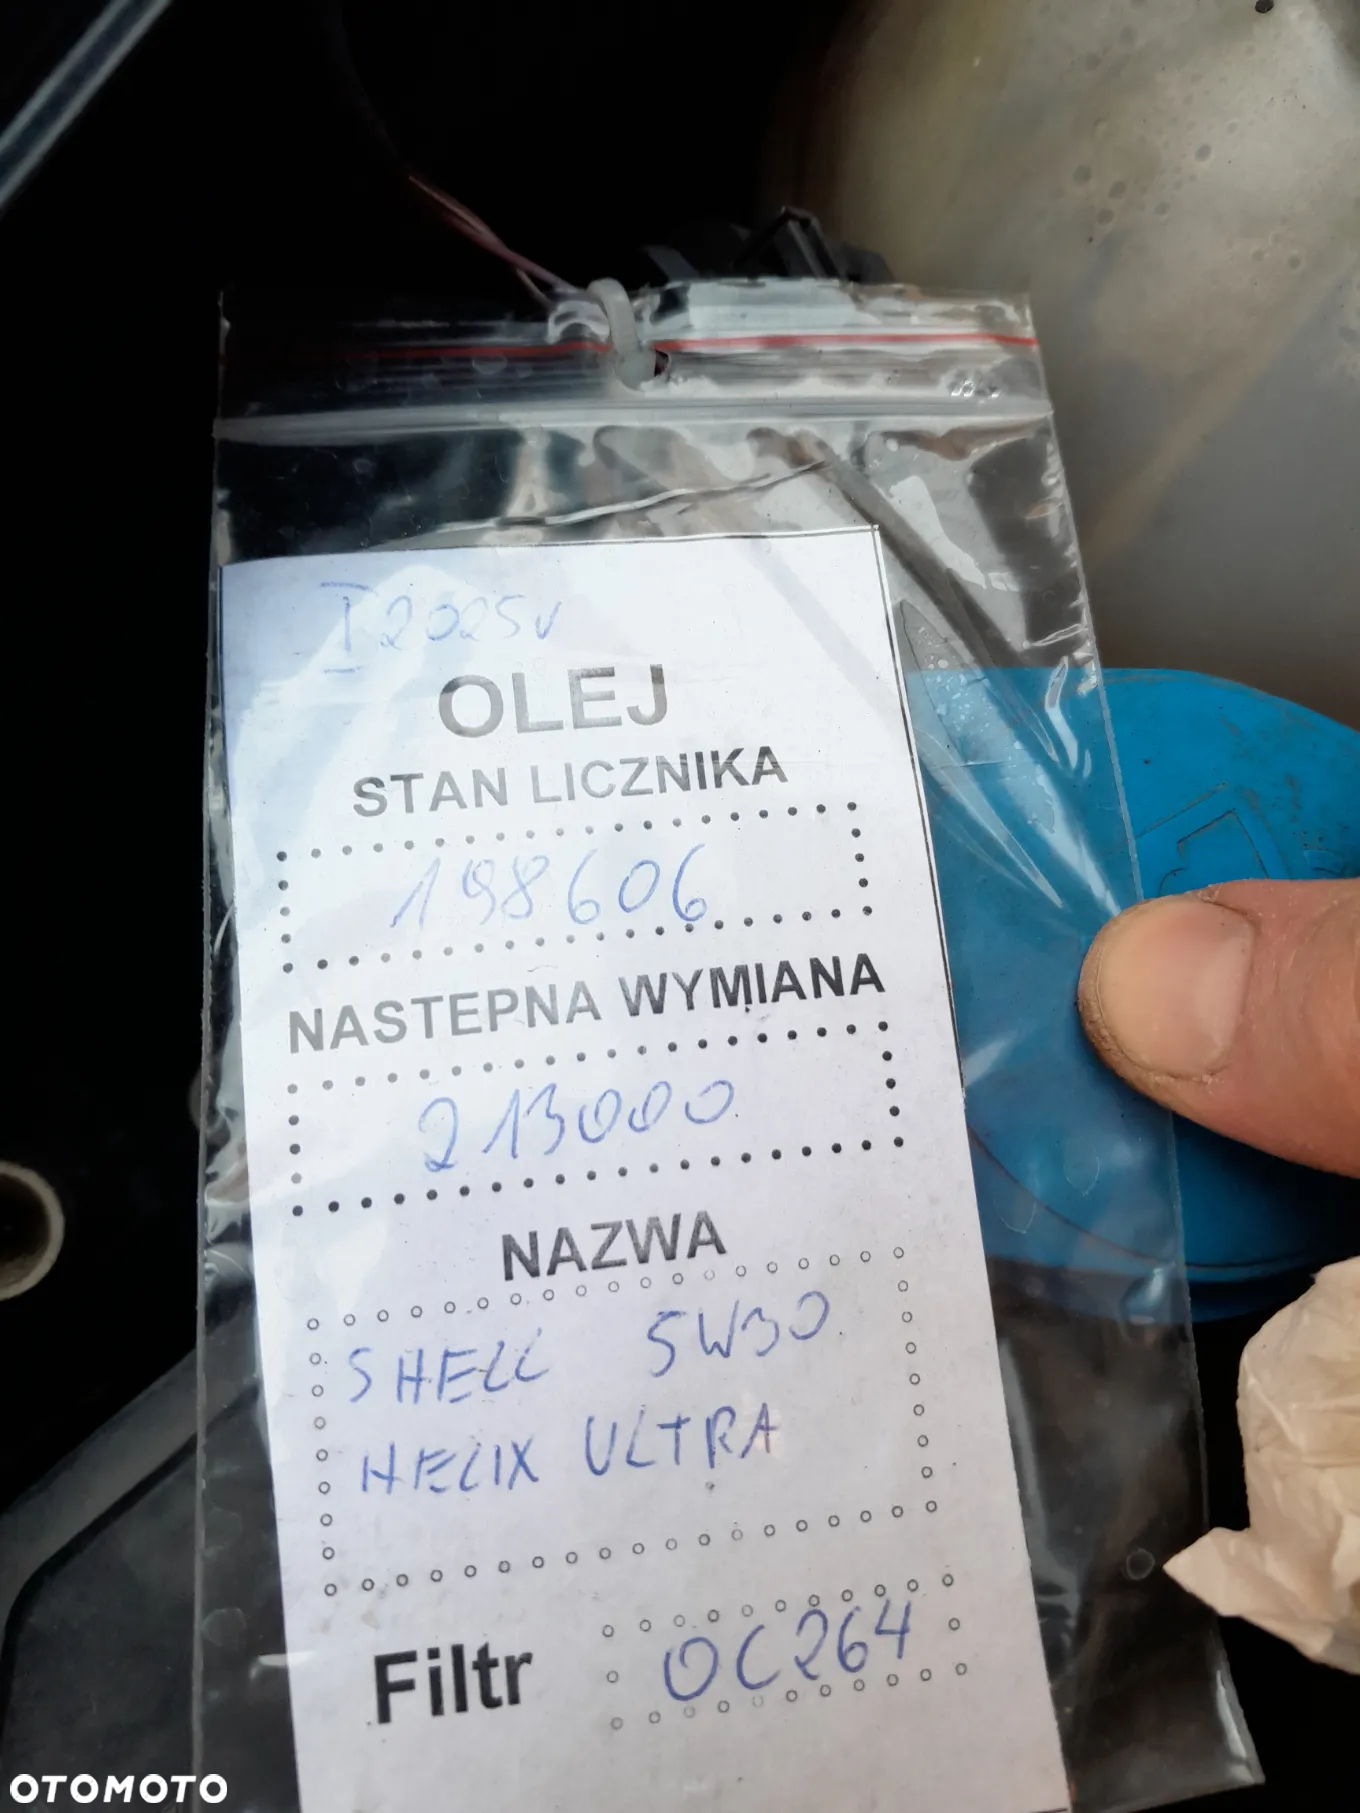 I 2025r
OLEJ
STAN LICZNIKA
198606
NASTEPNA WYMIANA
213000
NAZWA
SHELL 5W30
HELIX ULTRA
Filtr OC264
OTOMOTO